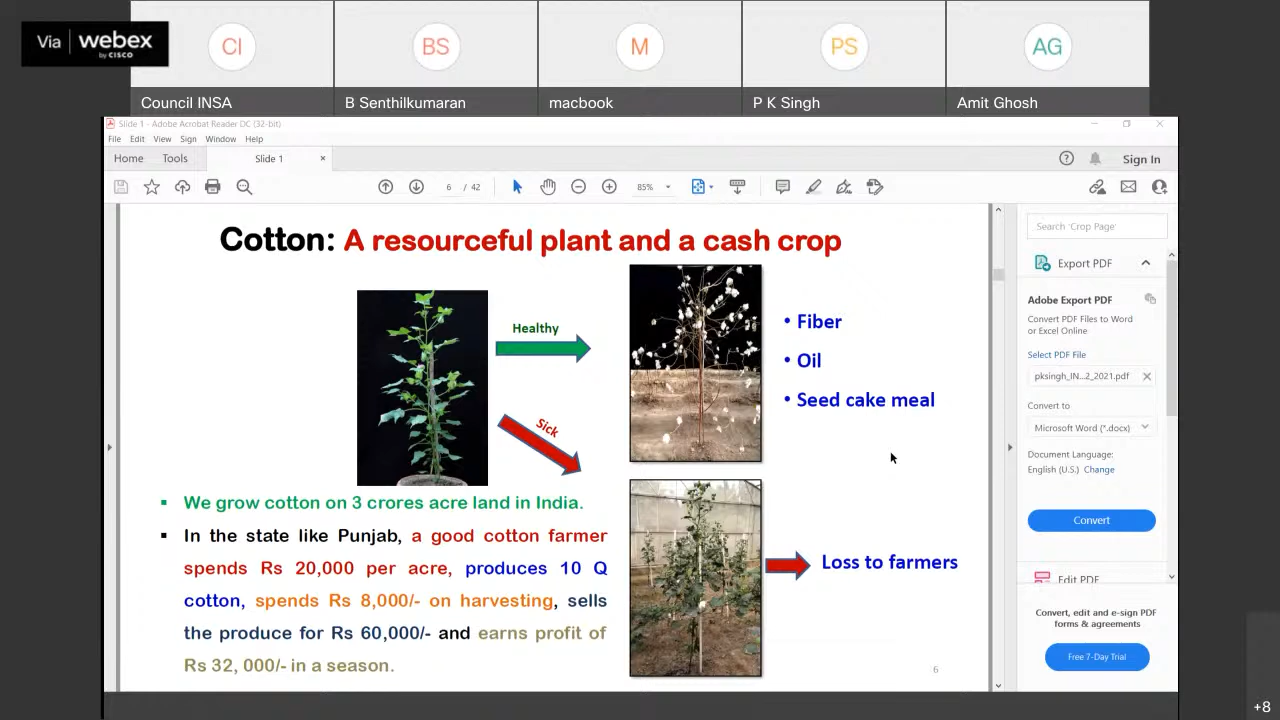 Via webex
by CISCO
CI
BS
M
PS
AG
Council INSA
B Senthilkumaran
macbook
P K Singh
Amit Ghosh
Slide 1 - Adobe Acrobat Reader DC (32-bit)
File Edit View Sign Window Help
Home Tools Slide 1 ×
Sign In
6 / 42
85%
Cotton: A resourceful plant and a cash crop
Healthy
Sick
• Fiber
• Oil
• Seed cake meal
▪ We grow cotton on 3 crores acre land in India.
▪ In the state like Punjab, a good cotton farmer
spends Rs 20,000 per acre, produces 10 Q
cotton, spends Rs 8,000/- on harvesting, sells
the produce for Rs 60,000/- and earns profit of
Rs 32, 000/- in a season.
Loss to farmers
6
Search 'Crop Page'
Export PDF
Adobe Export PDF
Convert PDF Files to Word
or Excel Online
Select PDF File
pksingh_IN...2_2021.pdf
Convert to
Microsoft Word (*.docx)
Document Language:
English (U.S.) Change
Convert
Edit PDF
Convert, edit and e-sign PDF
forms & agreements
Free 7-Day Trial
+8